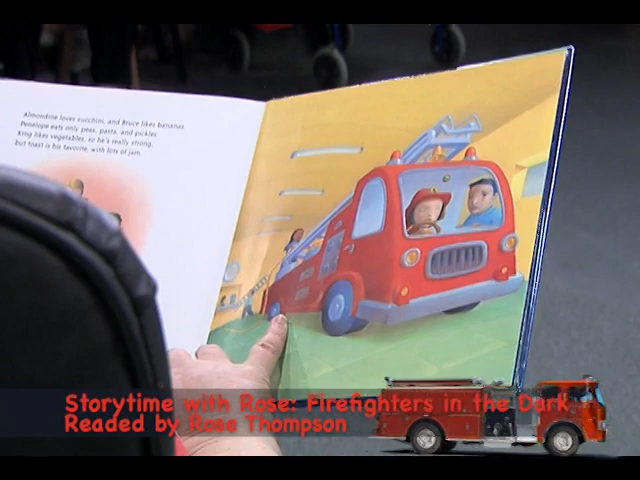 Almondine loves zucchini, and Bruce likes bananas.
Penelope eats only peas, pasta, and pickles.
King likes vegetables, so he's really strong,
but toast is his favorite, with lots of jam.
Storytime with Rose: Firefighters in the Dark
Readed by Rose Thompson